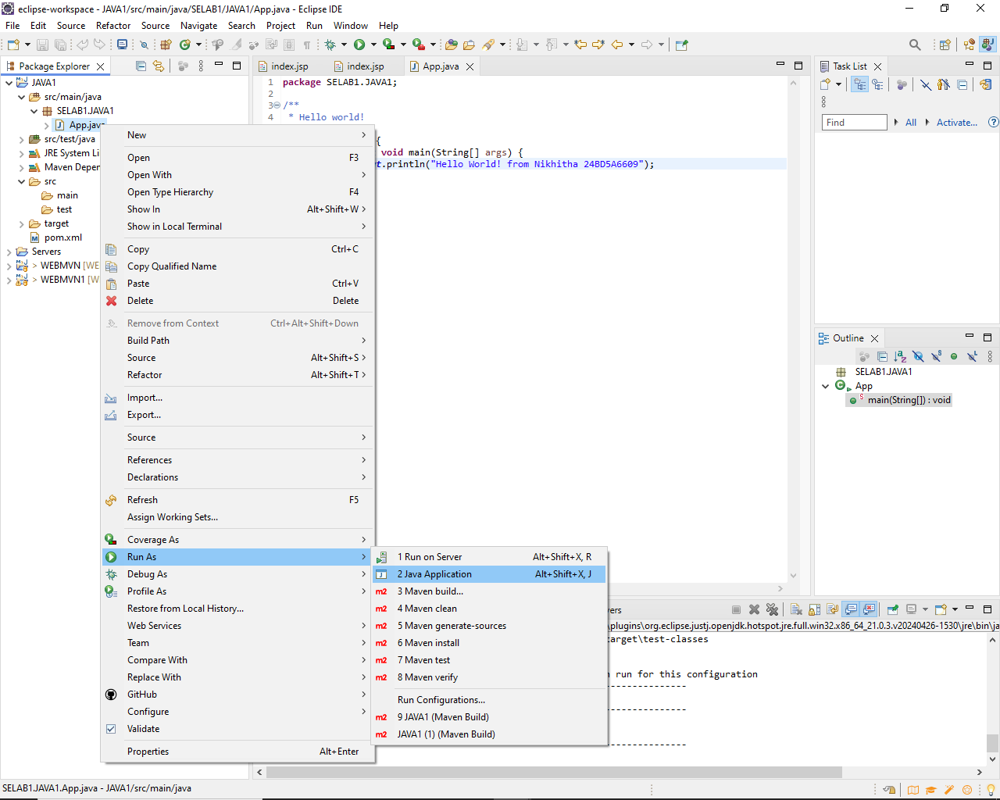 eclipse-workspace - JAVA1/src/main/java/SELAB1/JAVA1/App.java - Eclipse IDE
File Edit Source Refactor Source Navigate Search Project Run Window Help
Package Explorer
JAVA1
src/main/java
SELAB1.JAVA1
App.java
src/test/java
JRE System Li
Maven Deper
src
main
test
target
pom.xml
Servers
> WEBMVN [WE
> WEBMVN1 [W
index.jsp index.jsp App.java
1 package SELAB1.JAVA1;
2
3 /**
4 * Hello world!
{
void main(String[] args) {
t.println("Hello World! from Nikhitha 24BD5A6609");
New
Open F3
Open With
Open Type Hierarchy F4
Show In Alt+Shift+W
Show in Local Terminal
Copy Ctrl+C
Copy Qualified Name
Paste Ctrl+V
Delete Delete
Remove from Context Ctrl+Alt+Shift+Down
Build Path
Source Alt+Shift+S
Refactor Alt+Shift+T
Import...
Export...
Source
References
Declarations
Refresh F5
Assign Working Sets...
Coverage As
Run As
Debug As
Profile As
Restore from Local History...
Web Services
Team
Compare With
Replace With
GitHub
Configure
Validate
Properties Alt+Enter
1 Run on Server Alt+Shift+X, R
2 Java Application Alt+Shift+X, J
m2 3 Maven build...
m2 4 Maven clean
m2 5 Maven generate-sources
m2 6 Maven install
m2 7 Maven test
m2 8 Maven verify
Run Configurations...
m2 9 JAVA1 (Maven Build)
m2 JAVA1 (1) (Maven Build)
Task List
Find All Activate...
Outline
SELAB1.JAVA1
App
main(String[]) : void
vers
\plugins\org.eclipse.justj.openjdk.hotspot.jre.full.win32.x86_64_21.0.3.v20240426-1530\jre\bin\ja
target\test-classes
n run for this configuration
--------------
--------------
--------------
SELAB1.JAVA1.App.java - JAVA1/src/main/java